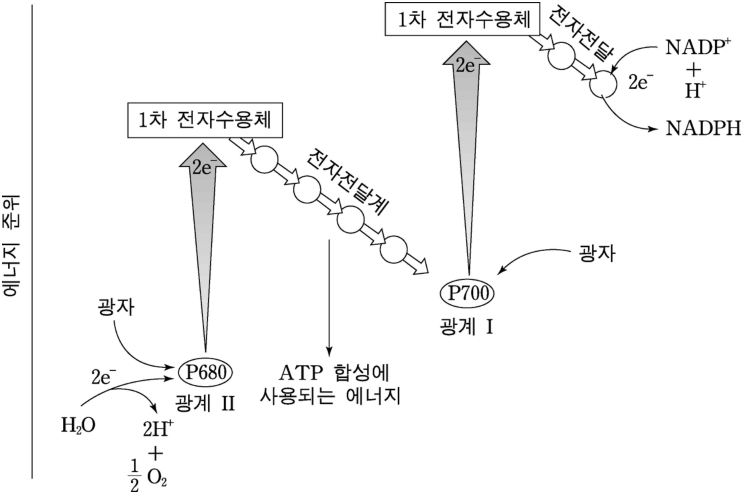 에너지 준위
1차 전자수용체
전자전달
2e⁻
NADP⁺
+
H⁺
2e⁻
NADPH
1차 전자수용체
2e⁻
전자전달계
광자
P700
광계 I
광자
P680
광계 II
2e⁻
H₂O
2H⁺
+
1/2 O₂
ATP 합성에
사용되는 에너지